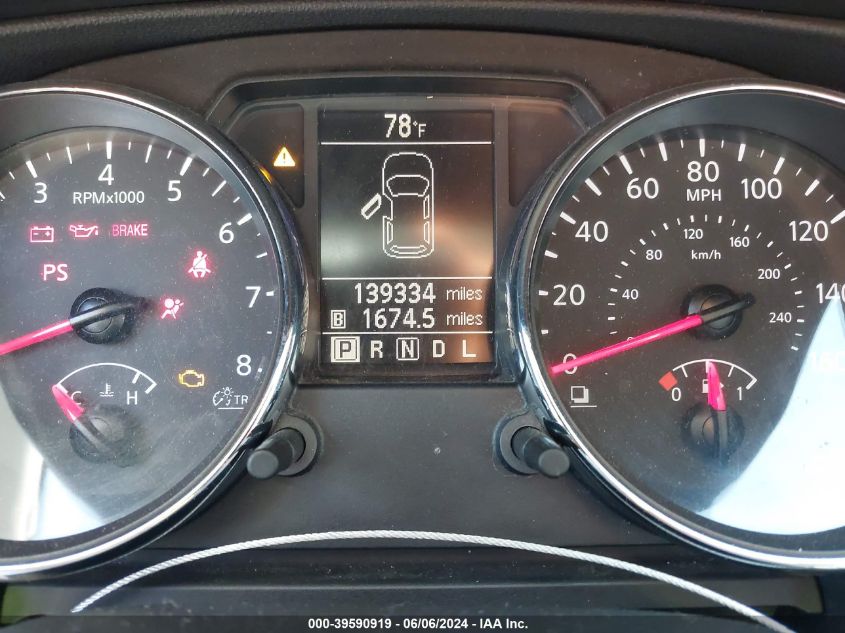 78°F
3 4 5 6 7 8
RPMx1000
BRAKE
PS
C H
TR
139334 miles
B 1674.5 miles
P R N D L
0 20 40 60 80 100 120 140 160
MPH
40 80 120 160 200 240
km/h
0 1
000-39590919 - 06/06/2024 - © IAA Inc.